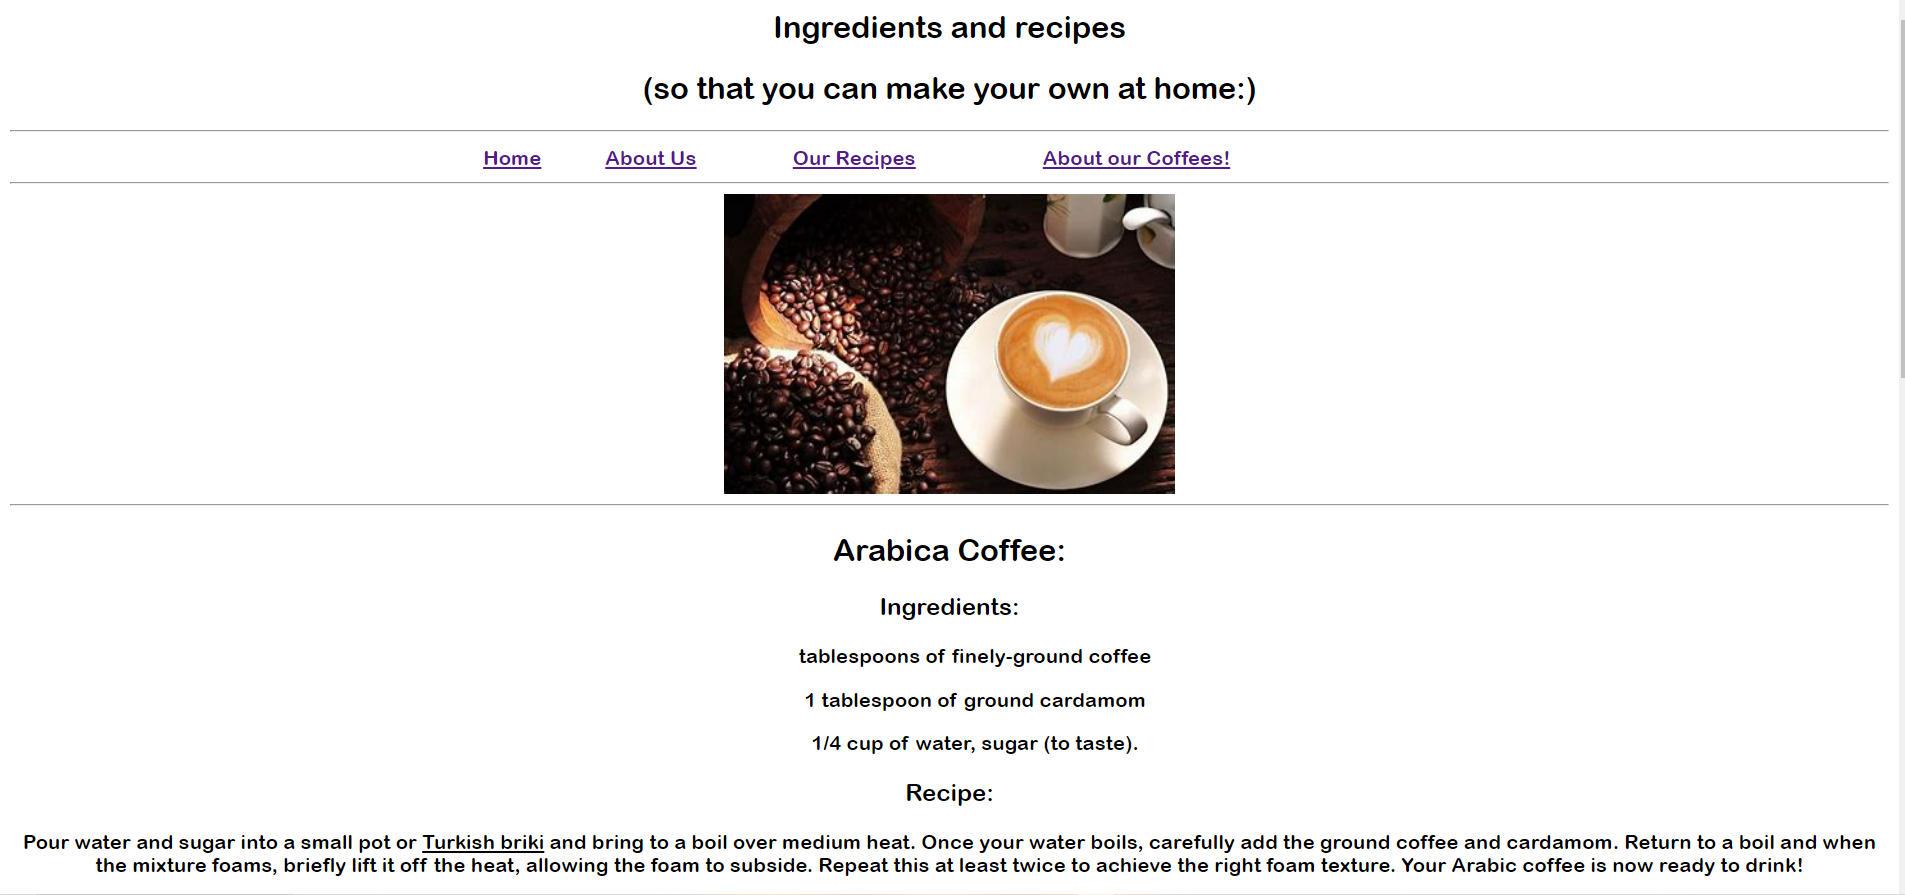 Ingredients and recipes
(so that you can make your own at home:)
Home About Us Our Recipes About our Coffees!
Arabica Coffee:
Ingredients:
tablespoons of finely-ground coffee
1 tablespoon of ground cardamom
1/4 cup of water, sugar (to taste).
Recipe:
Pour water and sugar into a small pot or Turkish briki and bring to a boil over medium heat. Once your water boils, carefully add the ground coffee and cardamom. Return to a boil and when
the mixture foams, briefly lift it off the heat, allowing the foam to subside. Repeat this at least twice to achieve the right foam texture. Your Arabic coffee is now ready to drink!